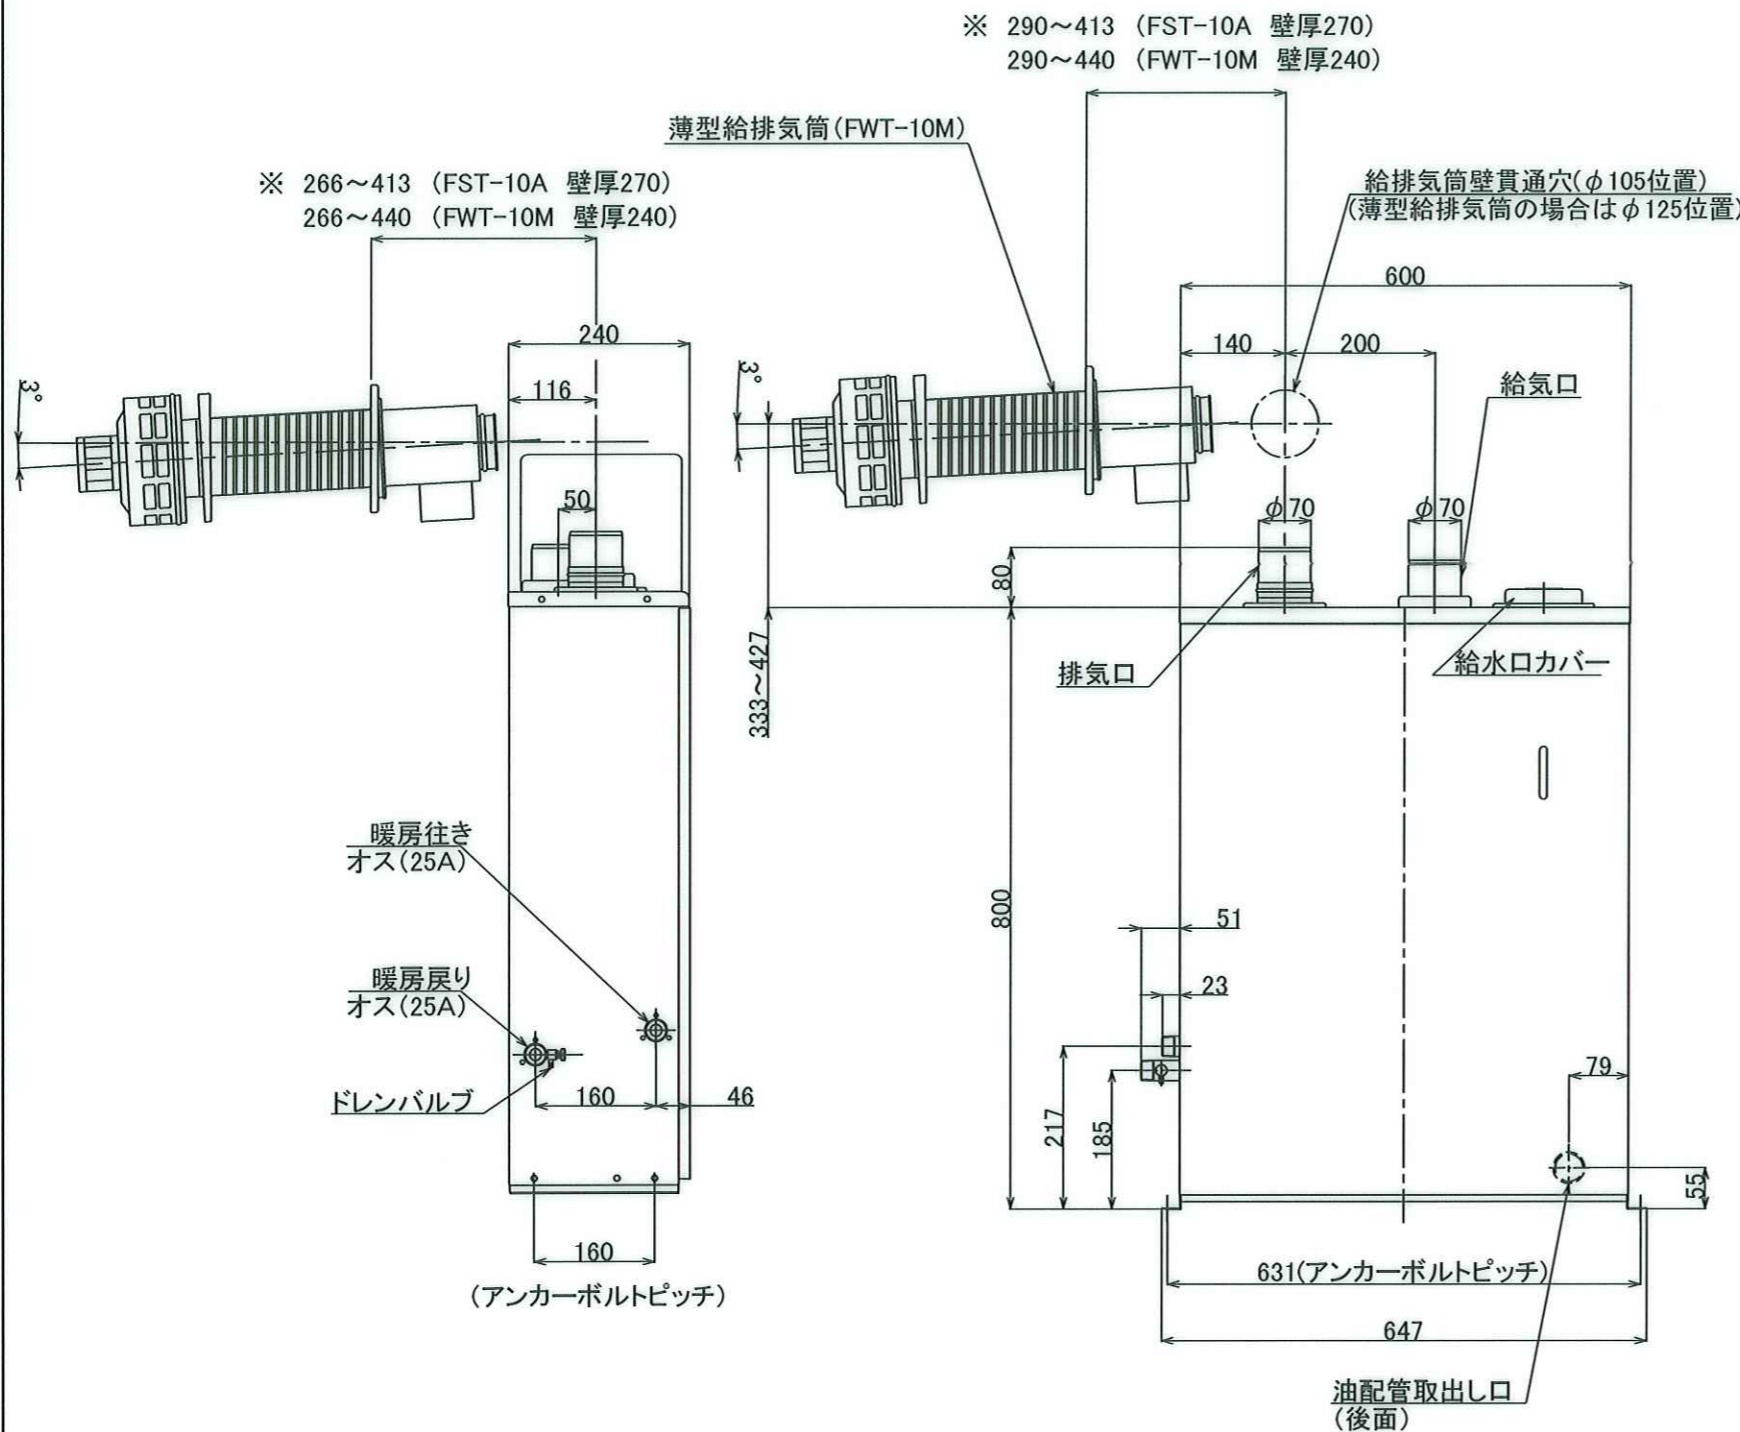 ※ 290～413 （FST-10A 壁厚270）
290～440 （FWT-10M 壁厚240）
薄型給排気筒(FWT-10M)
※ 266～413 （FST-10A 壁厚270）
266～440 （FWT-10M 壁厚240）
給排気筒壁貫通穴(φ105位置)
(薄型給排気筒の場合はφ125位置)
600
240
140
200
3°
116
3°
給気口
50
φ70
φ70
80
333～427
排気口
給水口カバー
暖房往き
オス(25A)
800
51
暖房戻り
オス(25A)
23
ドレンバルブ
160
46
217
185
79
55
160
(アンカーボルトピッチ)
631(アンカーボルトピッチ)
647
油配管取出し口
(後面)